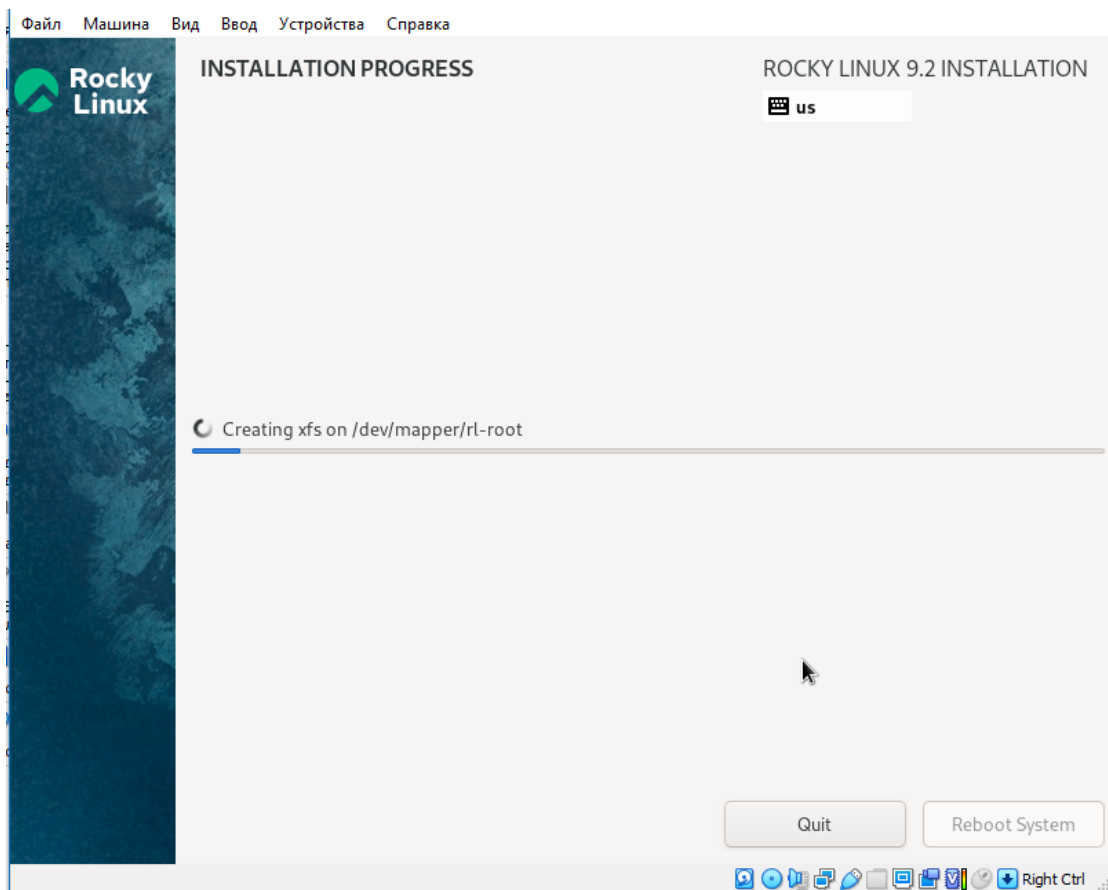 Файл Машина Вид Ввод Устройства Справка
Rocky
Linux
INSTALLATION PROGRESS
ROCKY LINUX 9.2 INSTALLATION
us
Creating xfs on /dev/mapper/rl-root
Quit
Reboot System
Right Ctrl